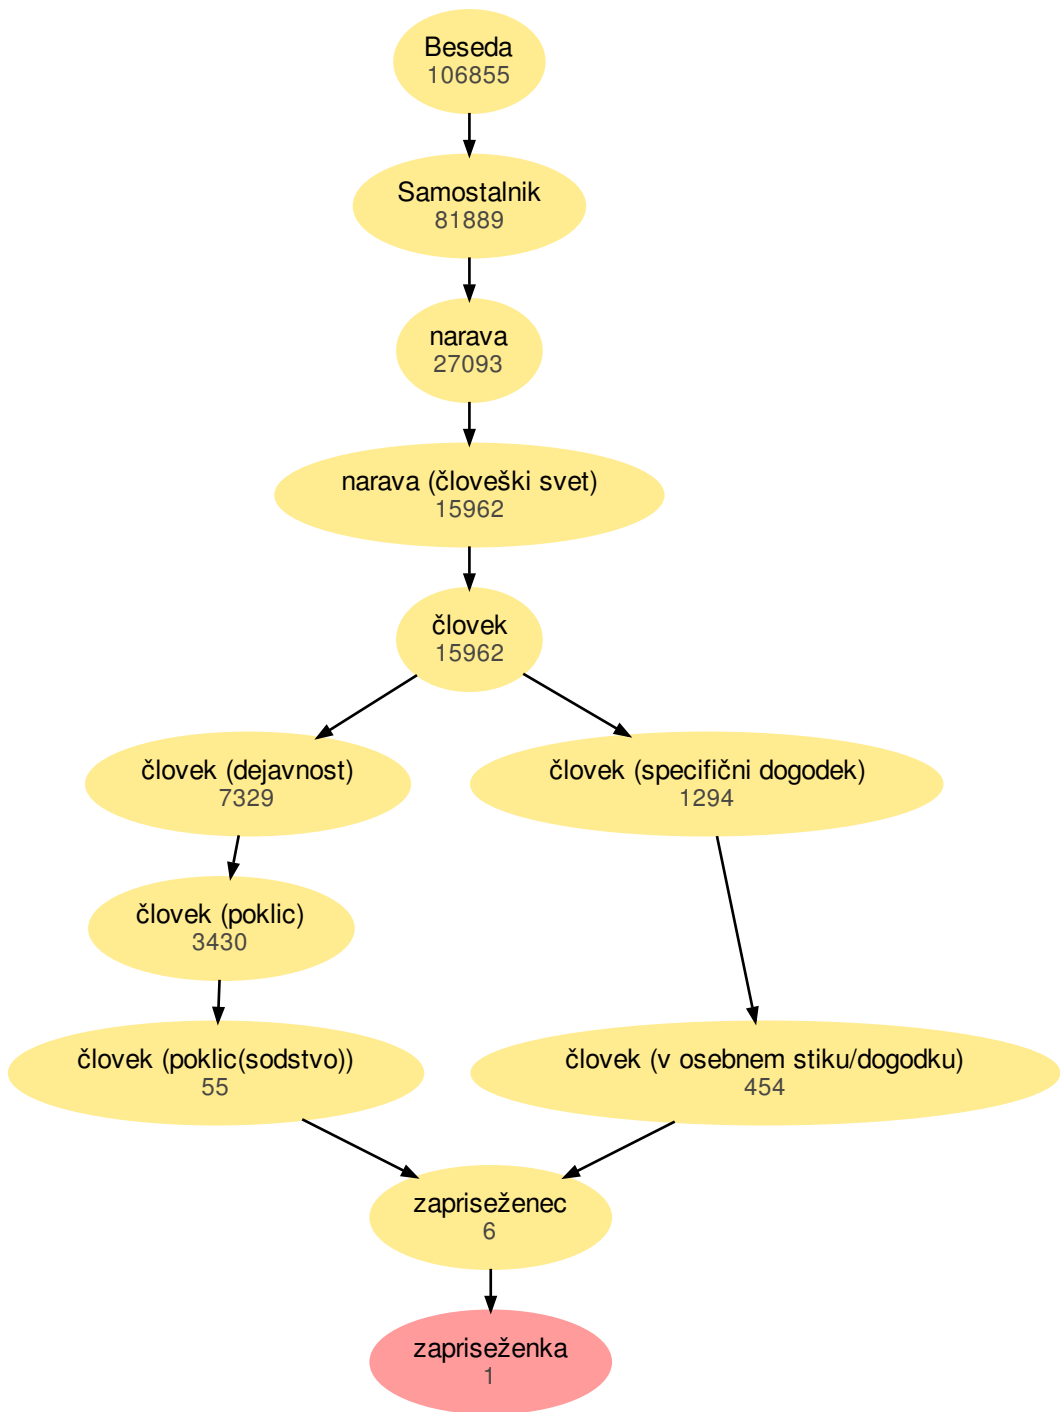 Beseda
106855
Samostalnik
81889
narava
27093
narava (človeški svet)
15962
človek
15962
človek (dejavnost)
7329
človek (specifični dogodek)
1294
človek (poklic)
3430
človek (poklic(sodstvo))
55
človek (v osebnem stiku/dogodku)
454
zapriseženec
6
zapriseženka
1